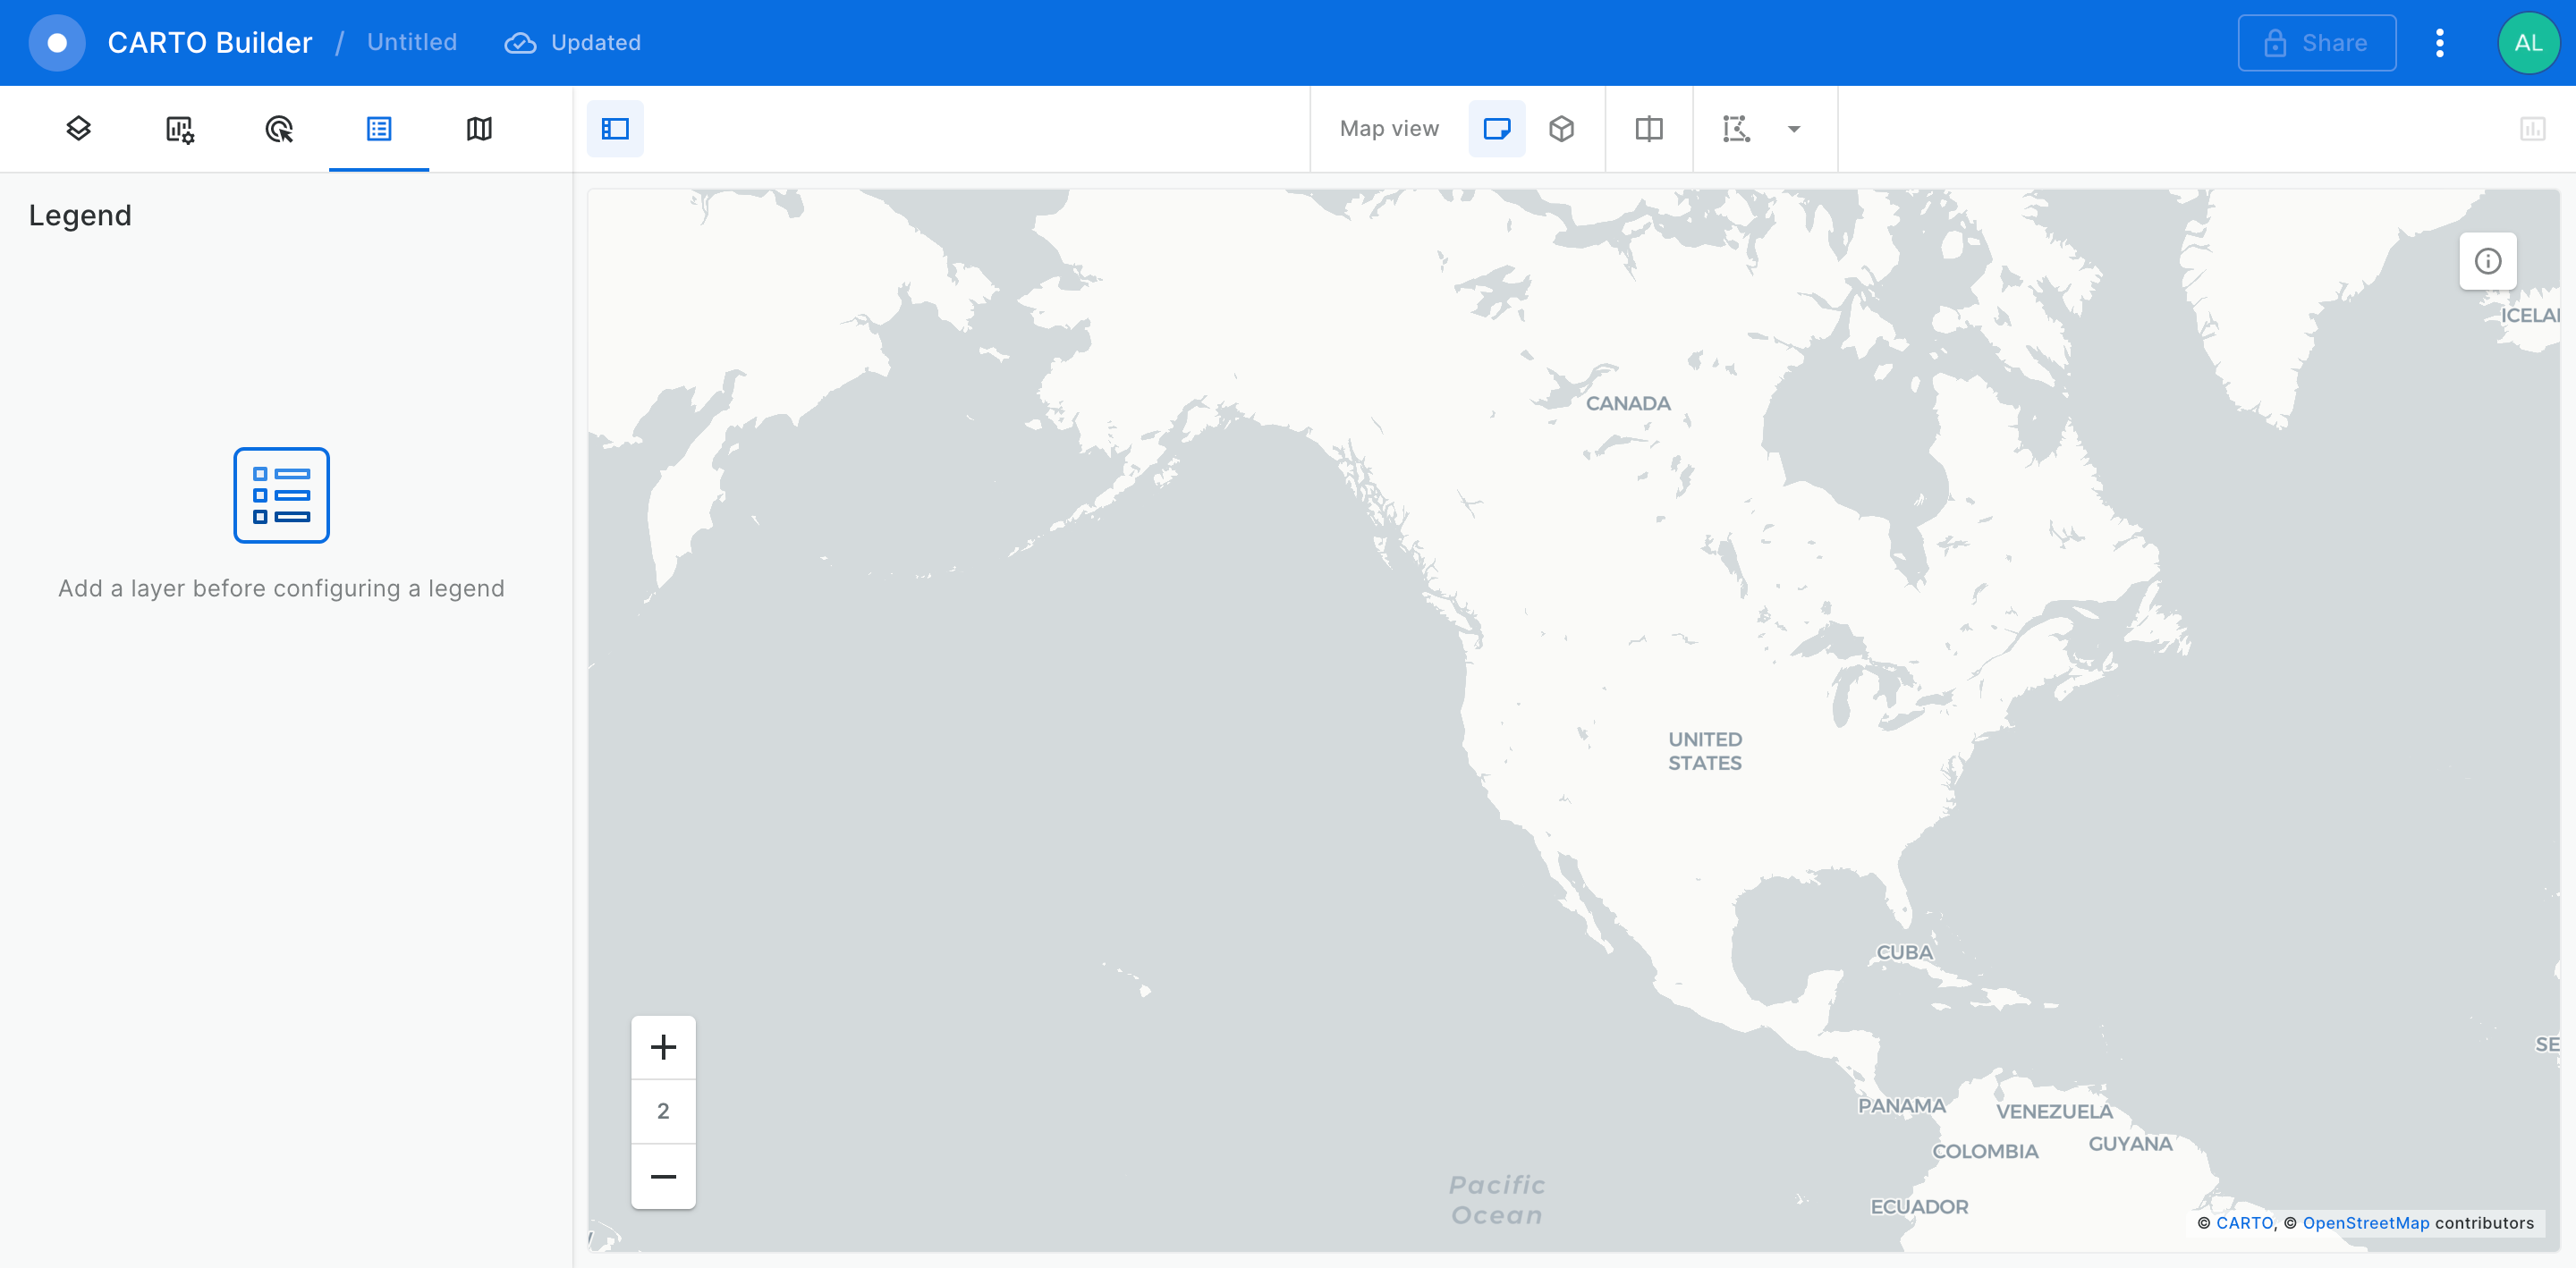 CARTO Builder / Untitled Updated
Share
AL
Map view
Legend
Add a layer before configuring a legend
CANADA
UNITED
STATES
CUBA
PANAMA
VENEZUELA
COLOMBIA
GUYANA
ECUADOR
Pacific
Ocean
ICELA
SE
2
© CARTO, © OpenStreetMap contributors